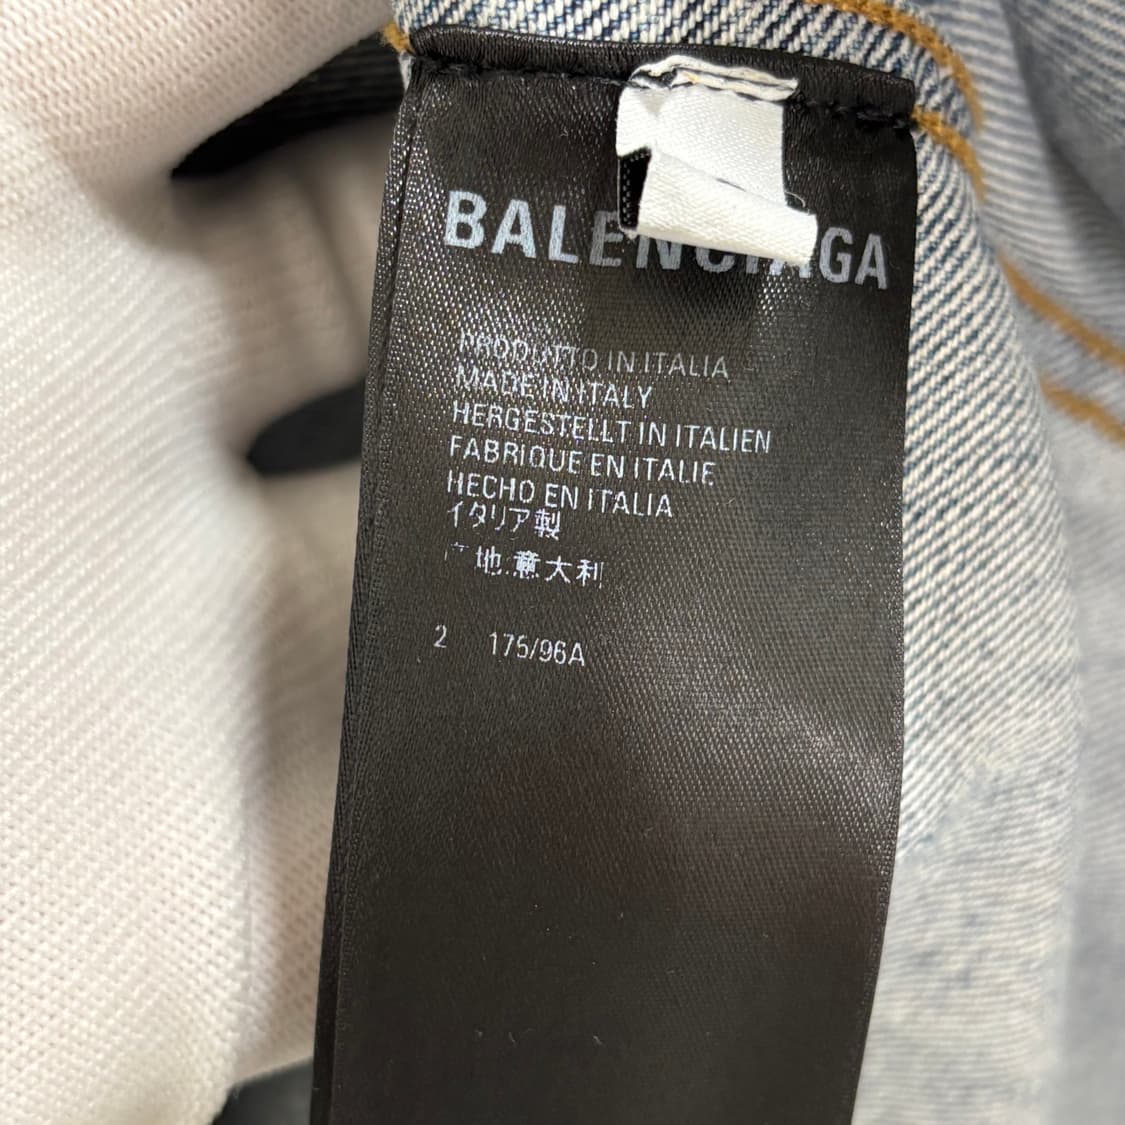 BALENCIAGA
PRODOTTO IN ITALIA
MADE IN ITALY
HERGESTELLT IN ITALIEN
FABRIQUE EN ITALIE
HECHO EN ITALIA
イタリア製
产地:意大利
2 175/96A